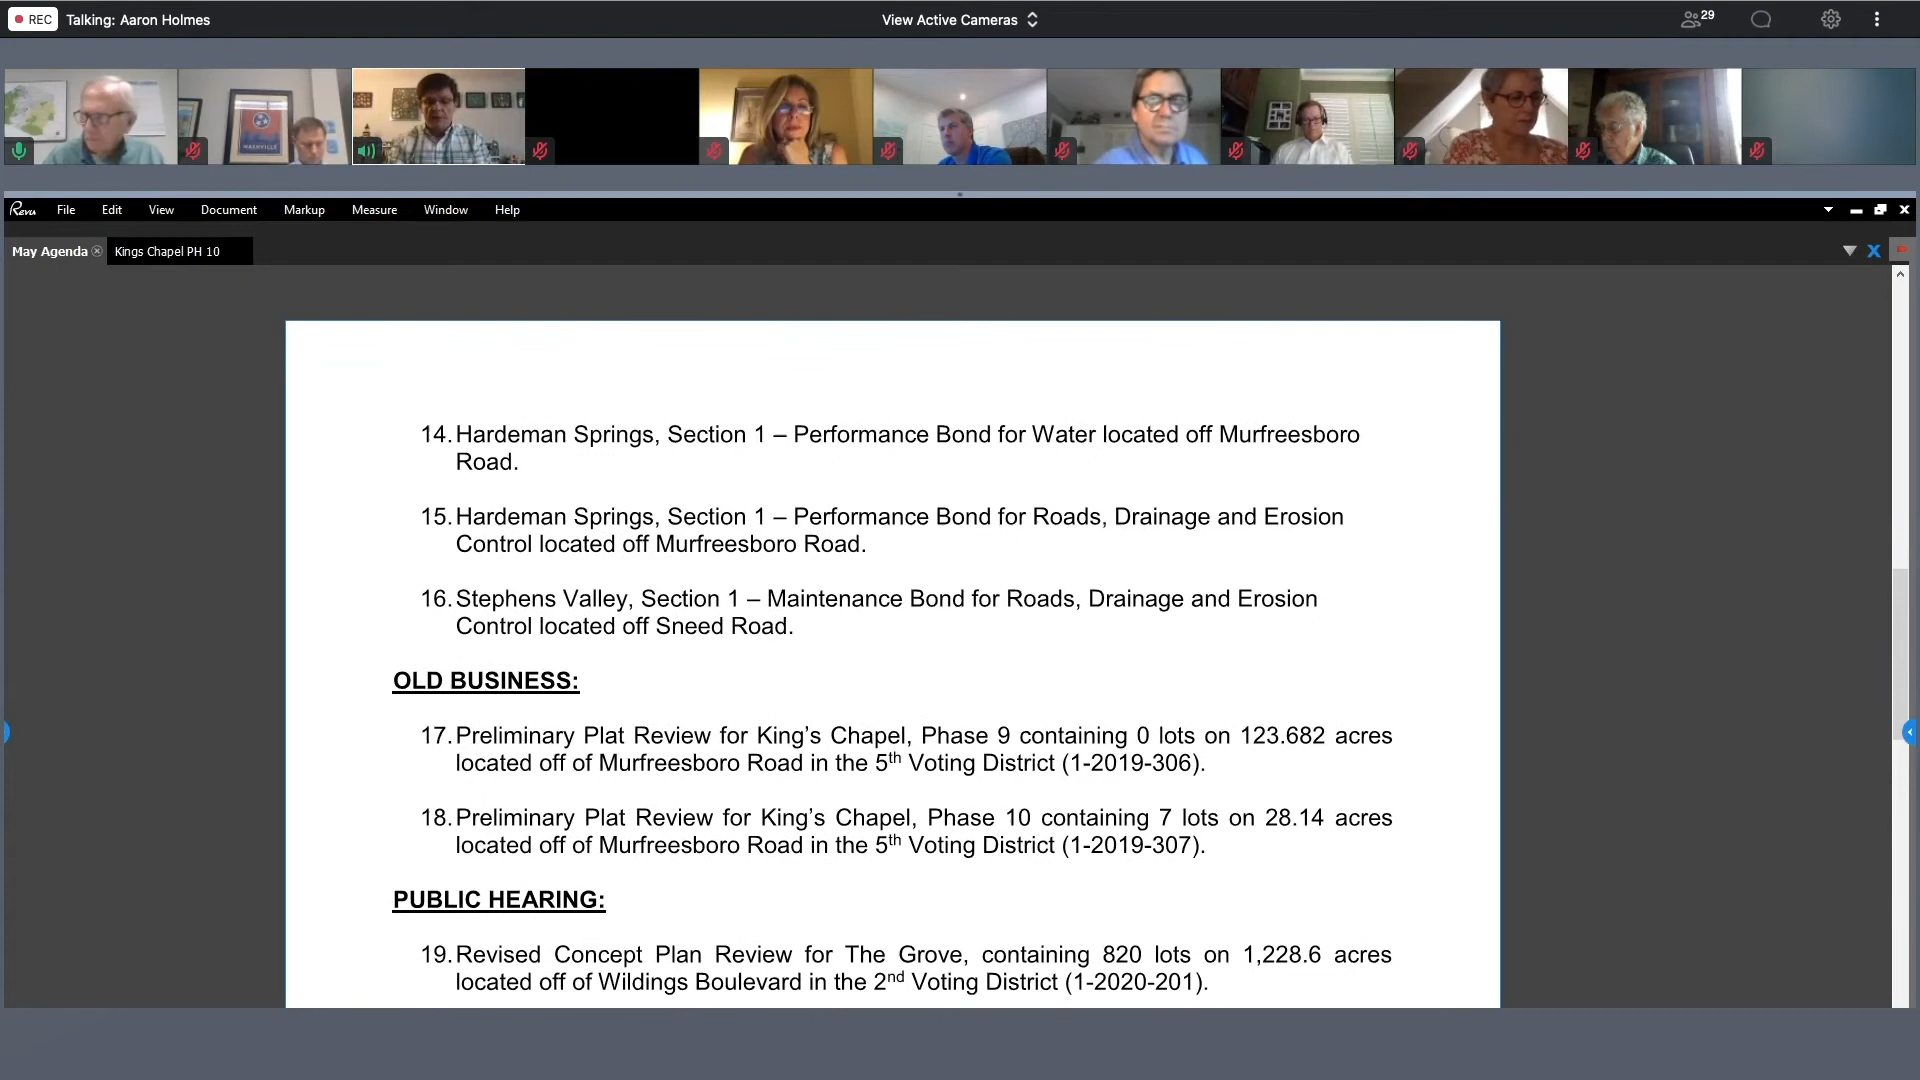 REC
Talking: Aaron Holmes
View Active Cameras
29
NASHVILLE
Revu File Edit View Document Markup Measure Window Help
May Agenda
Kings Chapel PH 10
14. Hardeman Springs, Section 1 – Performance Bond for Water located off Murfreesboro
Road.
15. Hardeman Springs, Section 1 – Performance Bond for Roads, Drainage and Erosion
Control located off Murfreesboro Road.
16. Stephens Valley, Section 1 – Maintenance Bond for Roads, Drainage and Erosion
Control located off Sneed Road.
OLD BUSINESS:
17. Preliminary Plat Review for King’s Chapel, Phase 9 containing 0 lots on 123.682 acres
located off of Murfreesboro Road in the 5th Voting District (1-2019-306).
18. Preliminary Plat Review for King’s Chapel, Phase 10 containing 7 lots on 28.14 acres
located off of Murfreesboro Road in the 5th Voting District (1-2019-307).
PUBLIC HEARING:
19. Revised Concept Plan Review for The Grove, containing 820 lots on 1,228.6 acres
located off of Wildings Boulevard in the 2nd Voting District (1-2020-201).